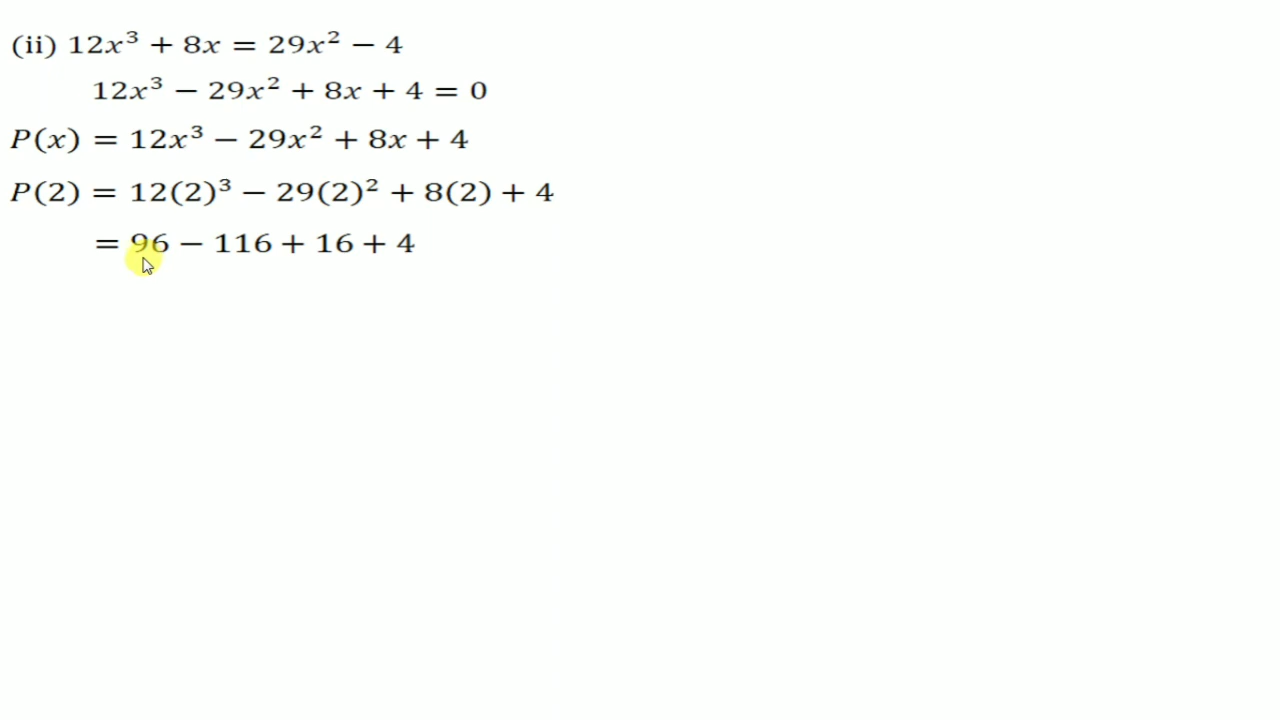 (ii) 12x³ + 8x = 29x² − 4
12x³ − 29x² + 8x + 4 = 0
P(x) = 12x³ − 29x² + 8x + 4
P(2) = 12(2)³ − 29(2)² + 8(2) + 4
= 96 − 116 + 16 + 4